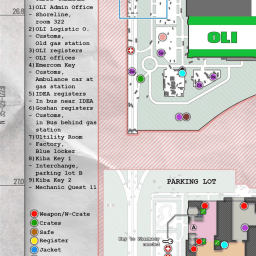 1)OLI Admin Office
- Shoreline,
room 322
2)OLI Logistic O.
- Customs,
Old gas station
3)OLI registers
- OLI offices
4)Emercom Key
- Customs,
Ambulance car at
gas station
5)IDEA registers
- In bus near IDEA
6)Goshan registers
- Customs,
in Bus behind gas
station
7)Ultility Room
- Factory,
Blue locker
8)Kiba Key 1
- Interchange,
parking lot B
9)Kiba Key 2
- Mechanic Quest 11
Weapon/W-Crate
Crates
Safe
Register
Jacket
268
270
OLI
PARKING LOT
A